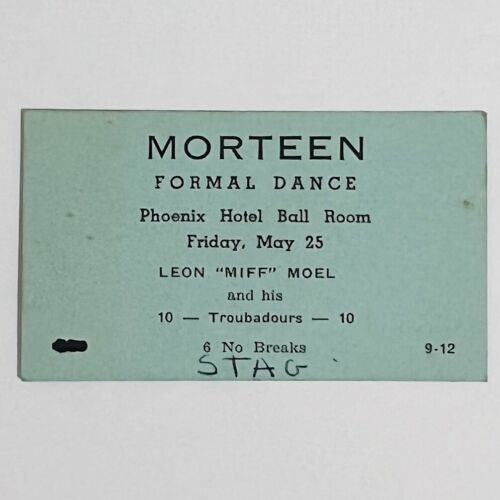 MORTEEN
FORMAL DANCE
Phoenix Hotel Ball Room
Friday, May 25
LEON "MIFF" MOEL
and his
10 — Troubadours — 10
6 No Breaks 9-12
STAG